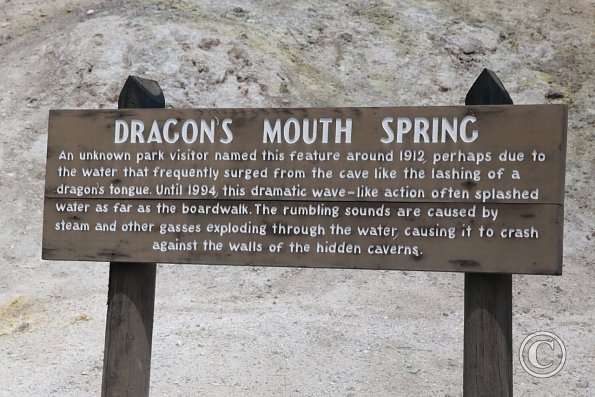 DRAGON'S MOUTH SPRING
An unknown park visitor named this feature around 1912, perhaps due to
the water that frequently surged from the cave like the lashing of a
dragon's tongue. Until 1994, this dramatic wave-like action often splashed
water as far as the boardwalk. The rumbling sounds are caused by
steam and other gasses exploding through the water, causing it to crash
against the walls of the hidden caverns.
©